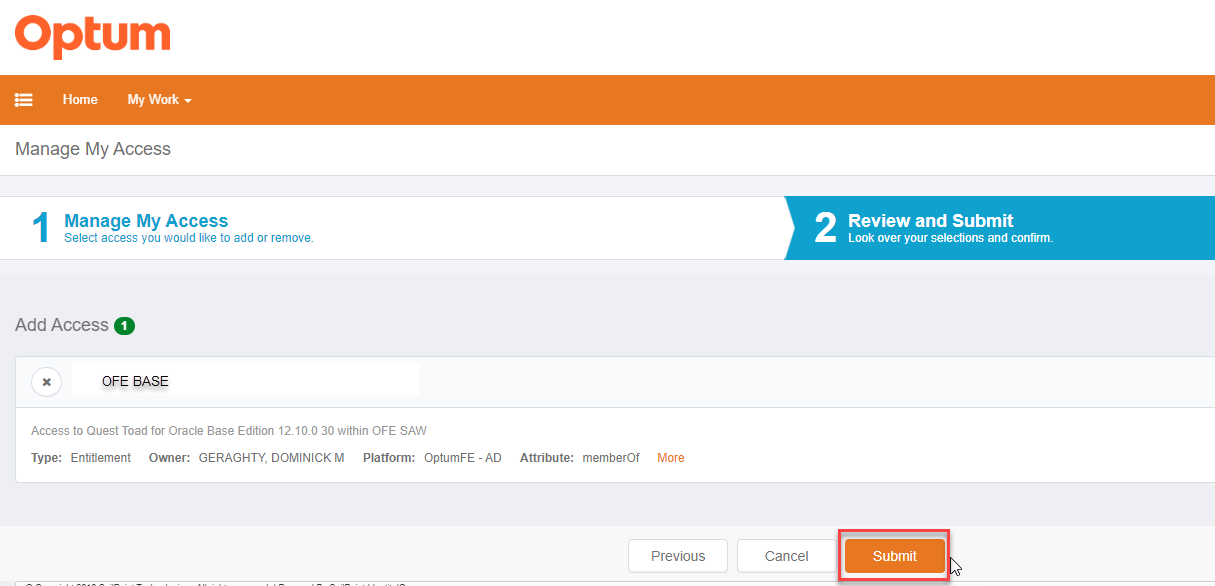 Optum
Home My Work
Manage My Access
1 Manage My Access
Select access you would like to add or remove.
2 Review and Submit
Look over your selections and confirm.
Add Access 1
OFE BASE
Access to Quest Toad for Oracle Base Edition 12.10.0 30 within OFE SAW
Type: Entitlement Owner: GERAGHTY, DOMINICK M Platform: OptumFE - AD Attribute: memberOf More
Previous Cancel Submit